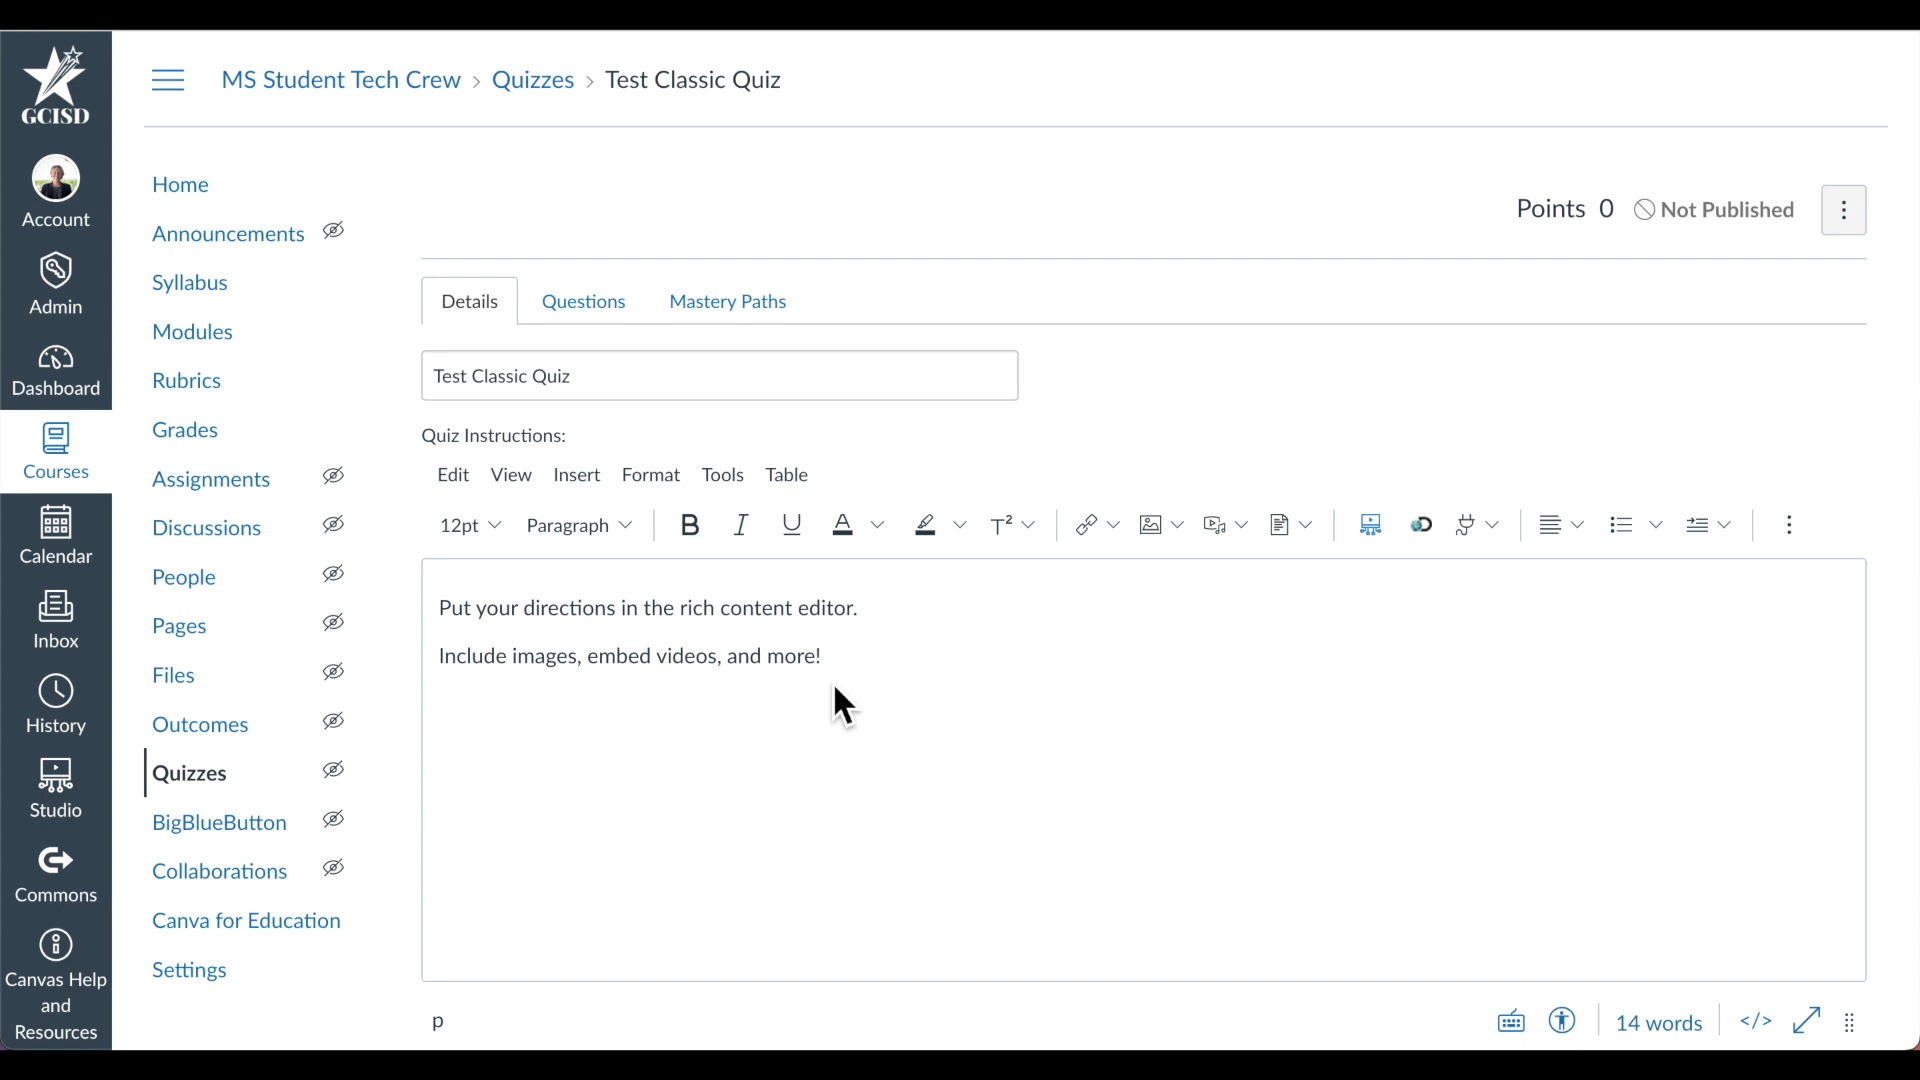 GCISD
Account
Admin
Dashboard
Courses
Calendar
Inbox
History
Studio
Commons
Canvas Help
and
Resources
MS Student Tech Crew › Quizzes › Test Classic Quiz
Home
Announcements
Syllabus
Modules
Rubrics
Grades
Assignments
Discussions
People
Pages
Files
Outcomes
Quizzes
BigBlueButton
Collaborations
Canva for Education
Settings
Points 0 Not Published
Details Questions Mastery Paths
Test Classic Quiz
Quiz Instructions:
Edit View Insert Format Tools Table
12pt Paragraph B I U A T²
Put your directions in the rich content editor.
Include images, embed videos, and more!
p 14 words </>